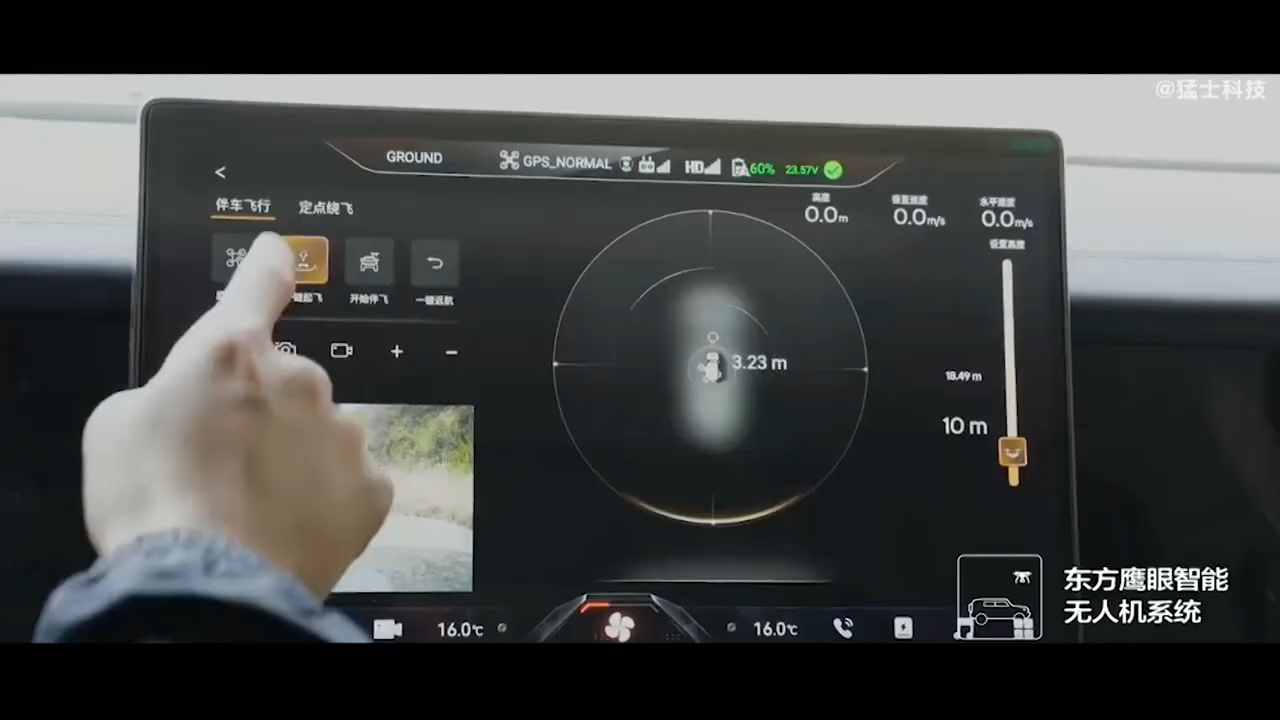 @猛士科技
GROUND
GPS_NORMAL
HD
60%
23.57V
<
伴车飞行
定点绕飞
高度
0.0m
垂直速度
0.0m/s
水平速度
0.0m/s
设置高度
键起飞
开始伴飞
一键返航
+
-
3.23 m
18.49 m
10 m
16.0℃
16.0℃
东方鹰眼智能
无人机系统